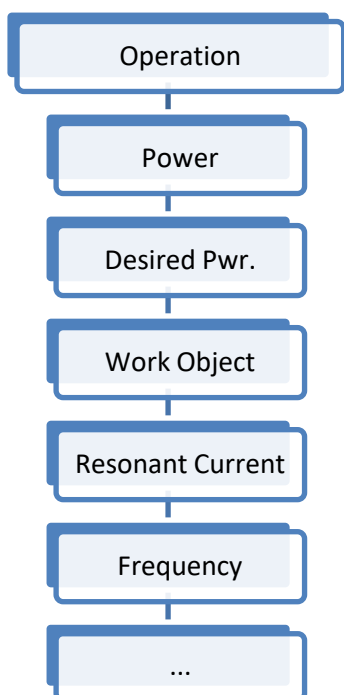 Operation
Power
Desired Pwr.
Work Object
Resonant Current
Frequency
...